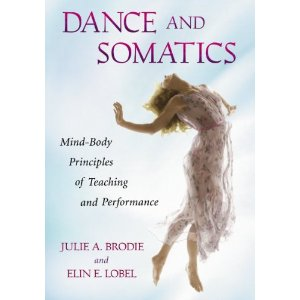 DANCE AND
SOMATICS
Mind-Body
Principles
of Teaching
and Performance
JULIE A. BRODIE
and
ELIN E. LOBEL